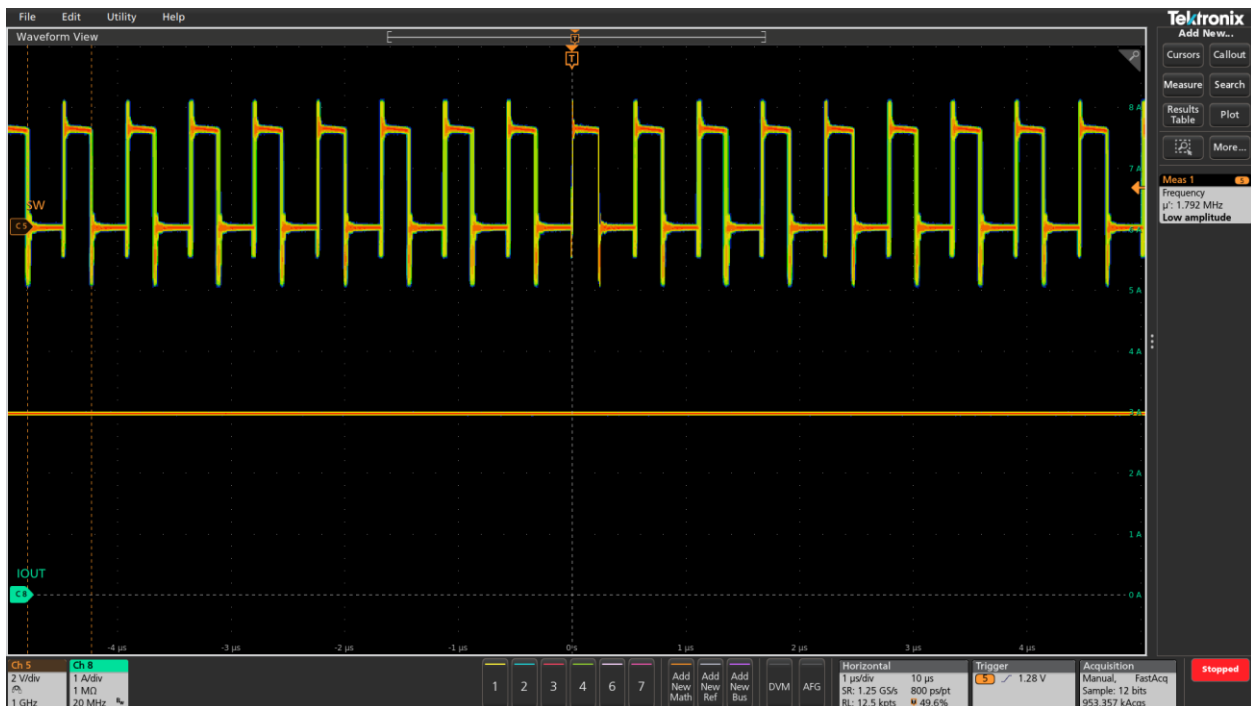 File Edit Utility Help
Tektronix
Waveform View
Add New...
Cursors Callout
Measure Search
Results Table Plot
More...
Meas 1 5
Frequency
µ': 1.792 MHz
Low amplitude
T
T
8 A
7 A
6 A
5 A
4 A
3 A
2 A
1 A
0 A
SW
C 5
IOUT
C 8
-4 µs -3 µs -2 µs -1 µs 0 s 1 µs 2 µs 3 µs 4 µs
Ch 5
2 V/div
1 GHz
Ch 8
1 A/div
1 MΩ
20 MHz
1 2 3 4 6 7
Add New Math
Add New Ref
Add New Bus
DVM AFG
Horizontal
1 µs/div 10 µs
SR: 1.25 GS/s 800 ps/pt
RL: 12.5 kpts 49.6%
Trigger
5 1.28 V
Acquisition
Manual, FastAcq
Sample: 12 bits
953.357 kAcqs
Stopped